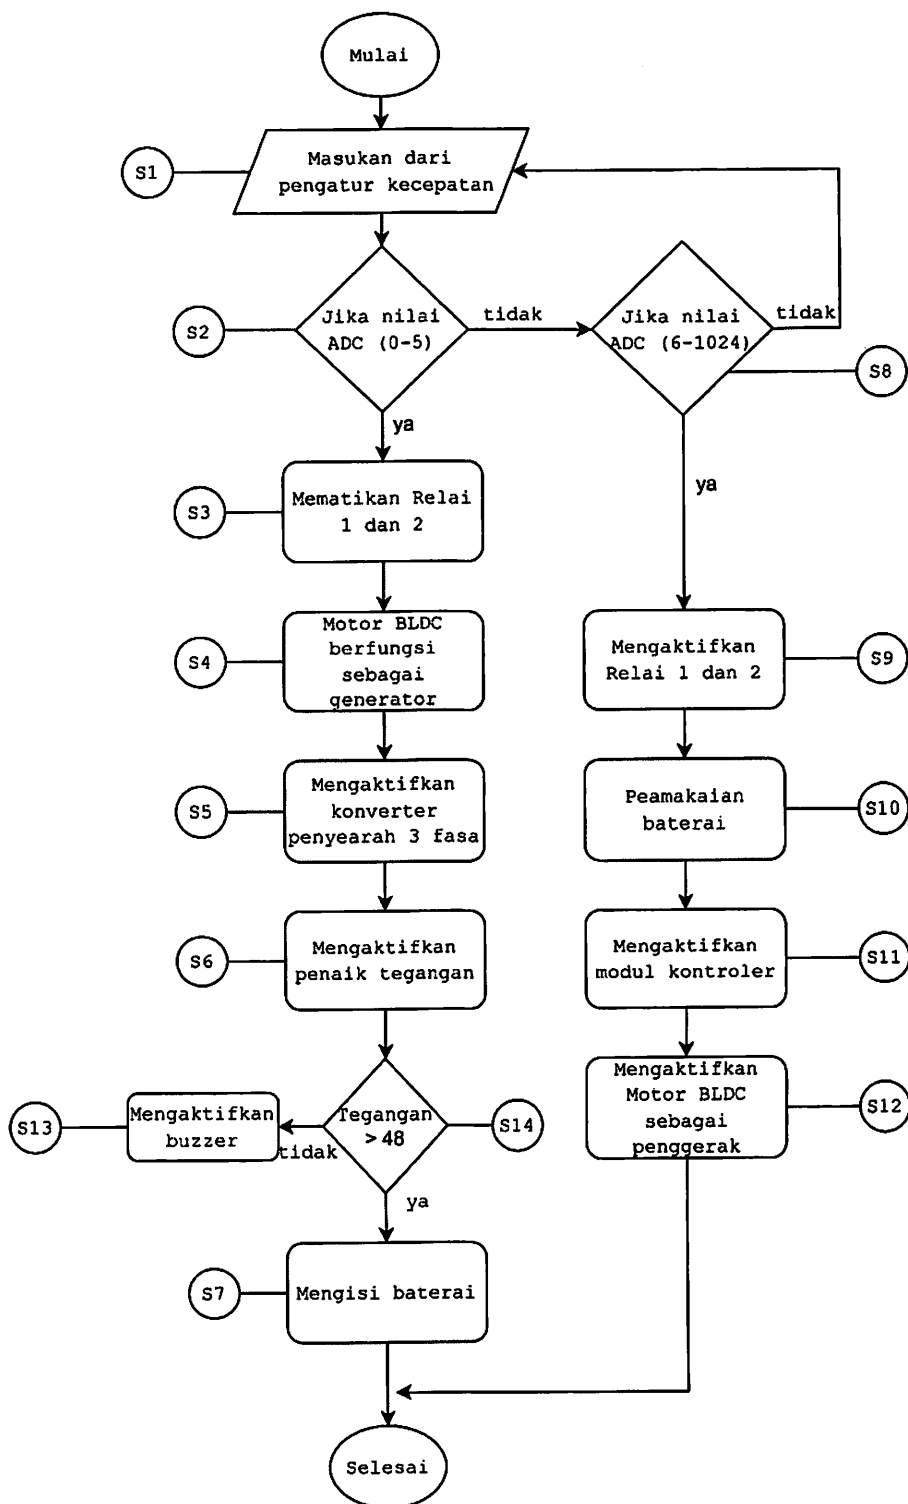 Mulai
S1
Masukan dari
pengatur kecepatan
S2
Jika nilai
ADC (0-5)
tidak
Jika nilai
ADC (6-1024)
tidak
S8
ya
ya
S3
Mematikan Relai
1 dan 2
S4
Motor BLDC
berfungsi
sebagai
generator
Mengaktifkan
Relai 1 dan 2
S9
S5
Mengaktifkan
konverter
penyearah 3 fasa
Peamakaian
baterai
S10
S6
Mengaktifkan
penaik tegangan
Mengaktifkan
modul kontroler
S11
S13
Mengaktifkan
buzzer
tidak
Tegangan
>48
S14
Mengaktifkan
Motor BLDC
sebagai
penggerak
S12
ya
S7
Mengisi baterai
Selesai